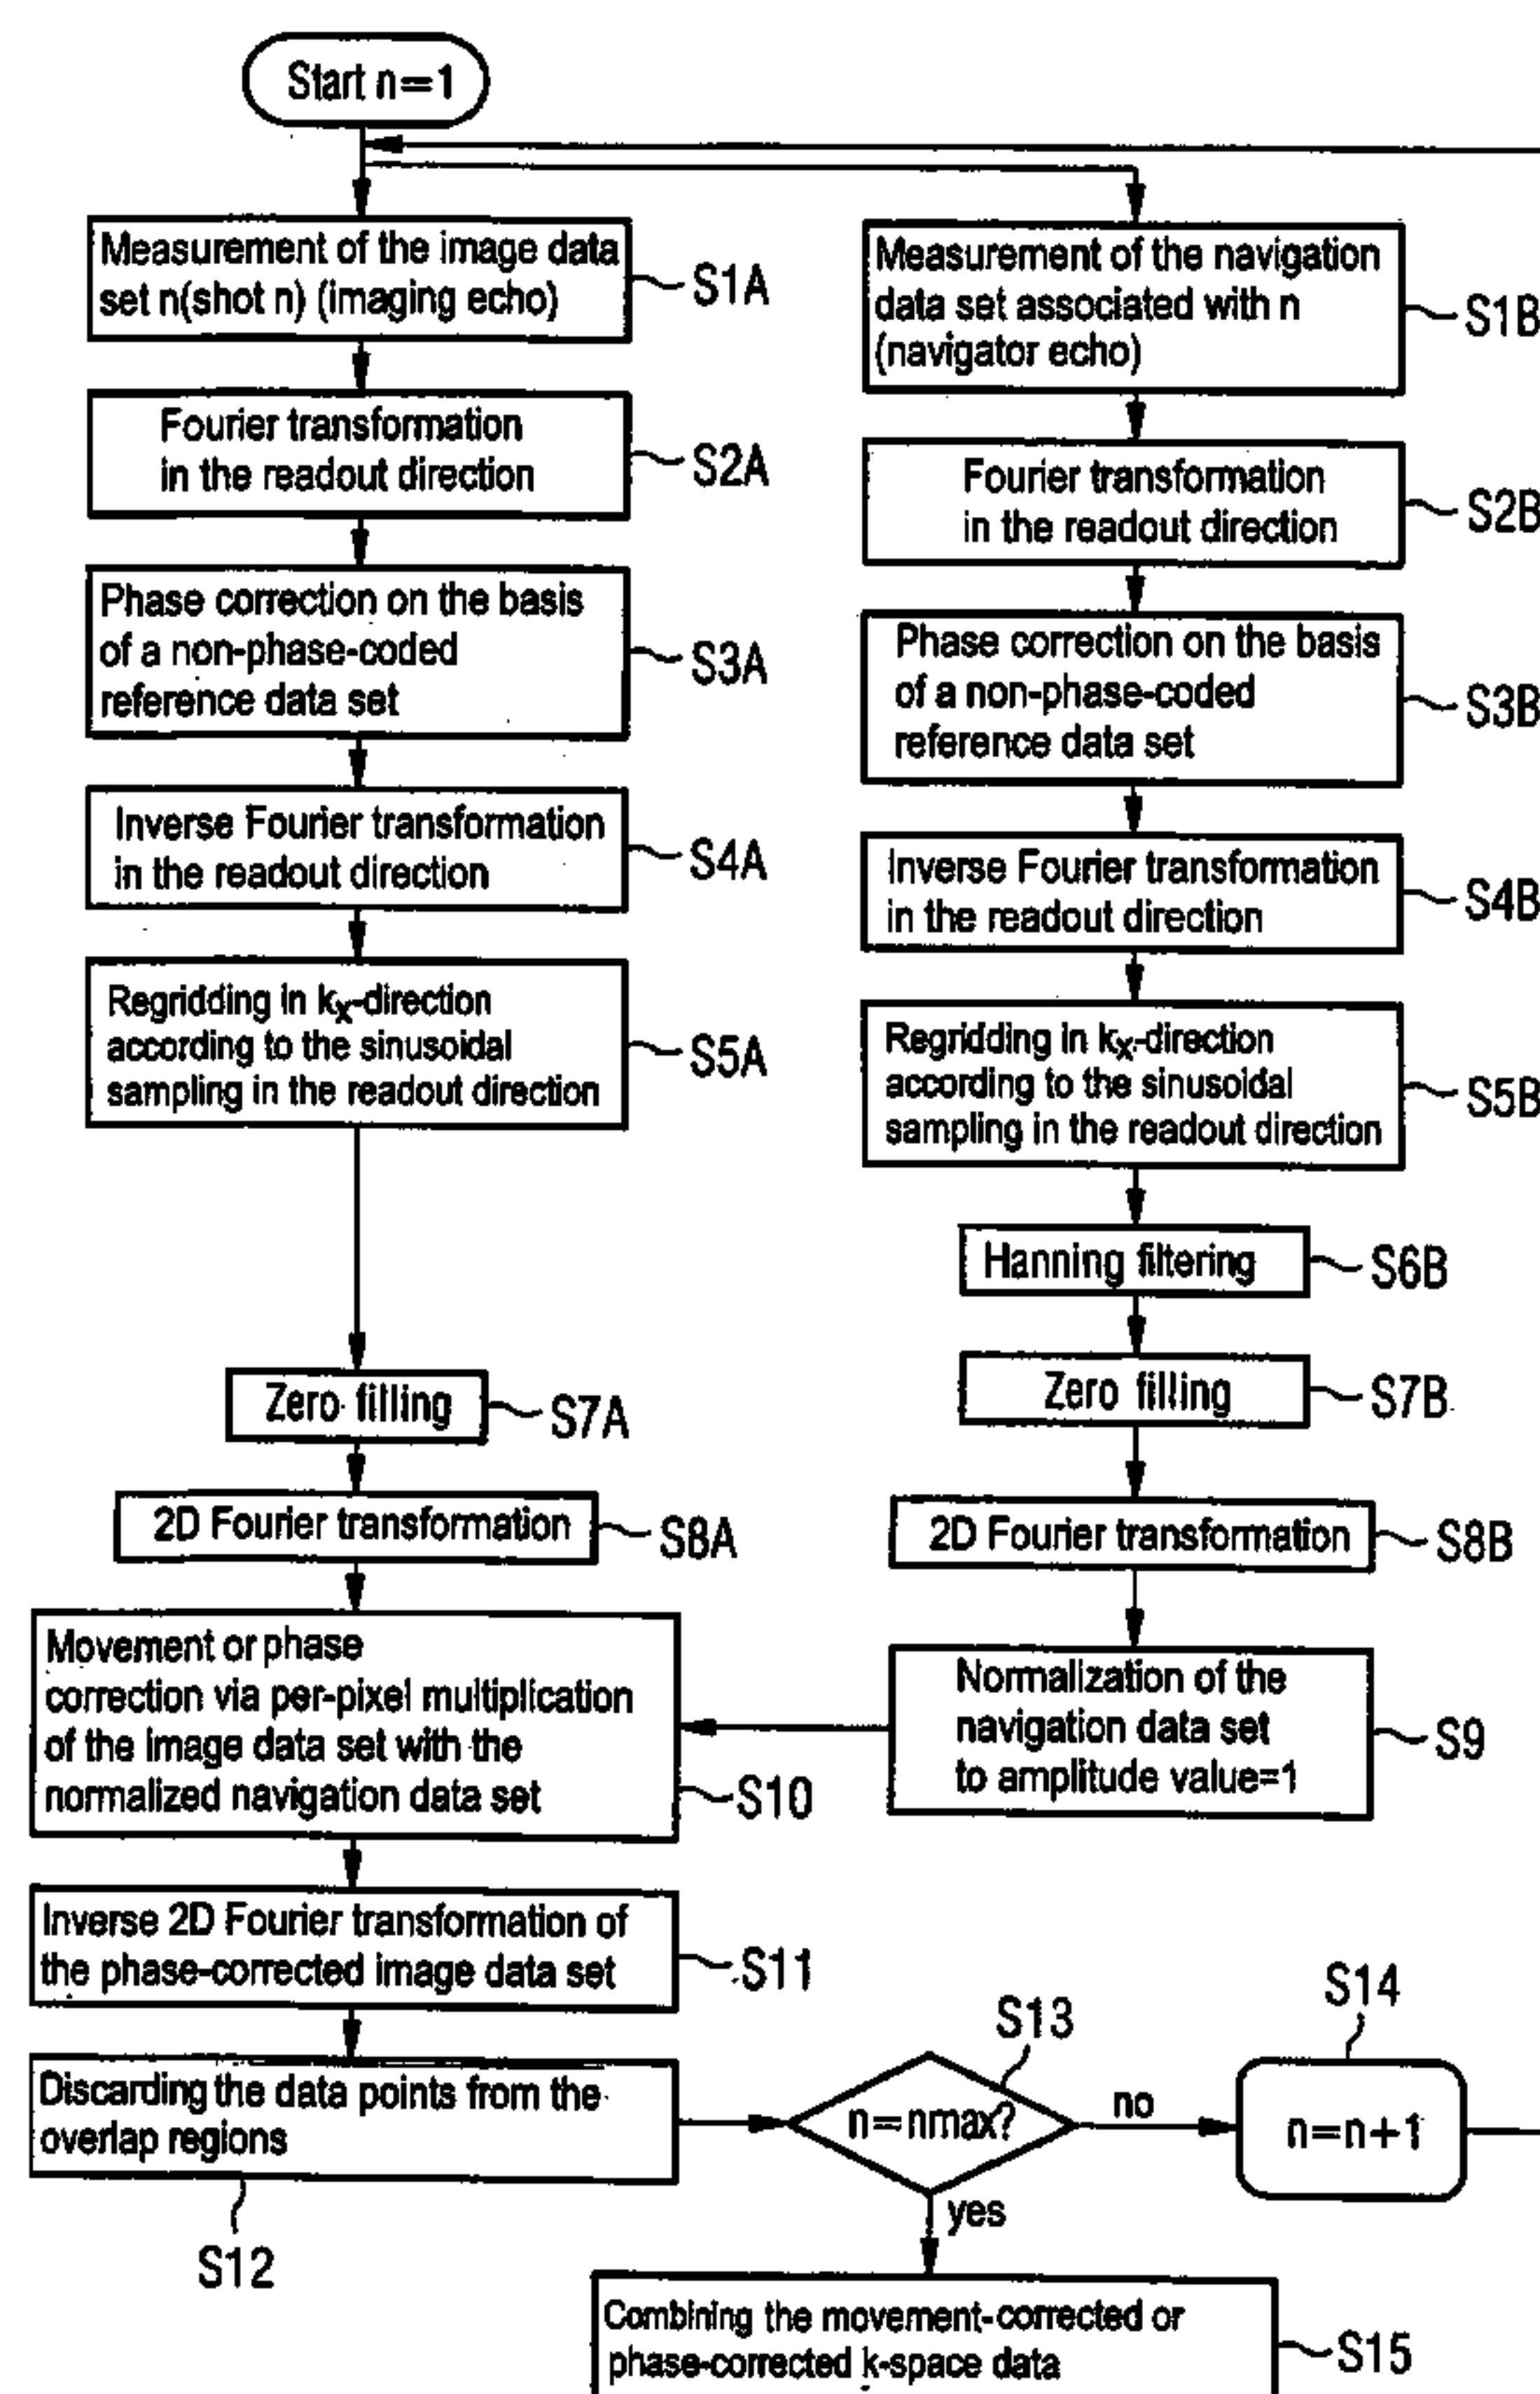 Start n=1
Measurement of the image data
set n(shot n) (imaging echo)
S1A
Fourier transformation
in the readout direction
S2A
Phase correction on the basis
of a non-phase-coded
reference data set
S3A
Inverse Fourier transformation
in the readout direction
S4A
Regridding in kx-direction
according to the sinusoidal
sampling in the readout direction
S5A
Zero filling
S7A
2D Fourier transformation
S8A
Measurement of the navigation
data set associated with n
(navigator echo)
S1B
Fourier transformation
in the readout direction
S2B
Phase correction on the basis
of a non-phase-coded
reference data set
S3B
Inverse Fourier transformation
in the readout direction
S4B
Regridding in kx-direction
according to the sinusoidal
sampling in the readout direction
S5B
Hanning filtering
S6B
Zero filling
S7B
2D Fourier transformation
S8B
Normalization of the
navigation data set
to amplitude value=1
S9
Movement or phase
correction via per-pixel multiplication
of the image data set with the
normalized navigation data set
S10
Inverse 2D Fourier transformation of
the phase-corrected image data set
S11
Discarding the data points from the
overlap regions
S12
S13
n=nmax?
no
yes
S14
n=n+1
Combining the movement-corrected or
phase-corrected k-space data
S15